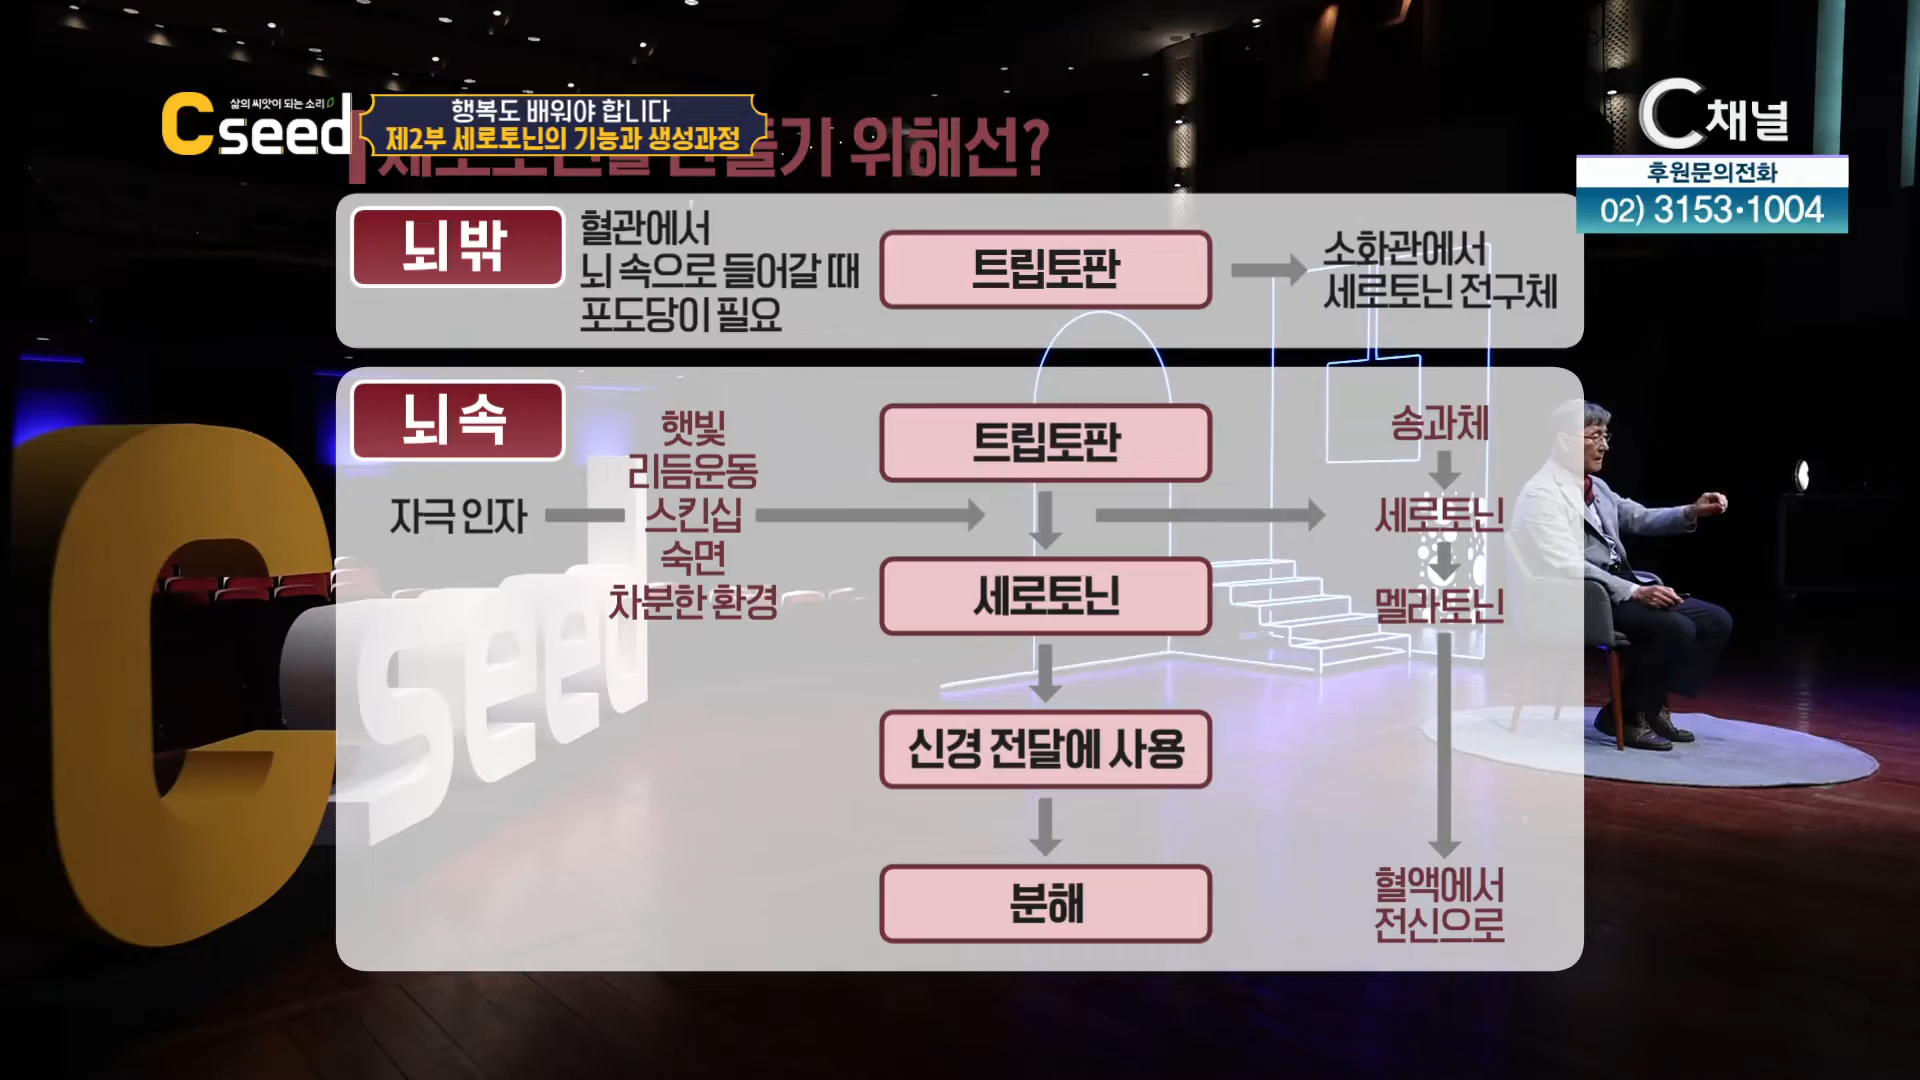 삶의 씨앗이 되는 소리
Cseed
행복도 배워야 합니다
제2부 세로토닌의 기능과 생성과정
위해선?
C채널
후원문의전화
02) 3153·1004
뇌 밖
혈관에서
뇌 속으로 들어갈 때
포도당이 필요
트립토판
소화관에서
세로토닌 전구체
뇌 속
자극 인자
햇빛
리듬운동
스킨십
숙면
차분한 환경
트립토판
세로토닌
신경 전달에 사용
분해
송과체
세로토닌
멜라토닌
혈액에서
전신으로
Cseed